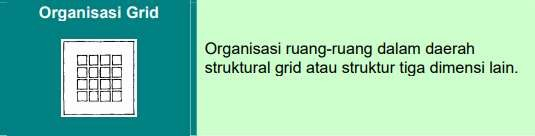 Organisasi Grid
Organisasi ruang-ruang dalam daerah
struktural grid atau struktur tiga dimensi lain.